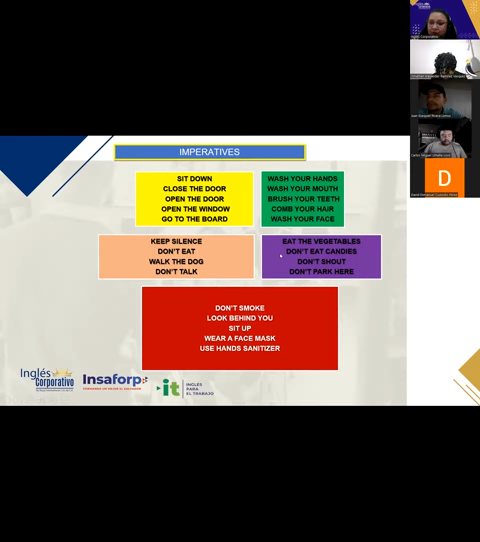 IMPERATIVES
SIT DOWN
CLOSE THE DOOR
OPEN THE DOOR
OPEN THE WINDOW
GO TO THE BOARD
WASH YOUR HANDS
WASH YOUR MOUTH
BRUSH YOUR TEETH
COMB YOUR HAIR
WASH YOUR FACE
KEEP SILENCE
DON'T EAT
WALK THE DOG
DON'T TALK
EAT THE VEGETABLES
DON'T EAT CANDIES
DON'T SHOUT
DON'T PARK HERE
DON'T SMOKE
LOOK BEHIND YOU
SIT UP
WEAR A FACE MASK
USE HANDS SANITIZER
Inglés
Corporativo
Insaforp
it
INGLÉS
PARA
EL TRABAJO
D